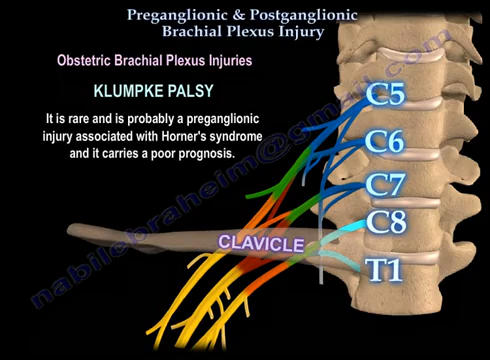 Preganglionic & Postganglionic
Brachial Plexus Injury
Obstetric Brachial Plexus Injuries
KLUMPKE PALSY
It is rare and is probably a preganglionic
injury associated with Horner's syndrome
and it carries a poor prognosis.
C5
C6
C7
C8
T1
CLAVICLE
nabilebraheim@gmail.com